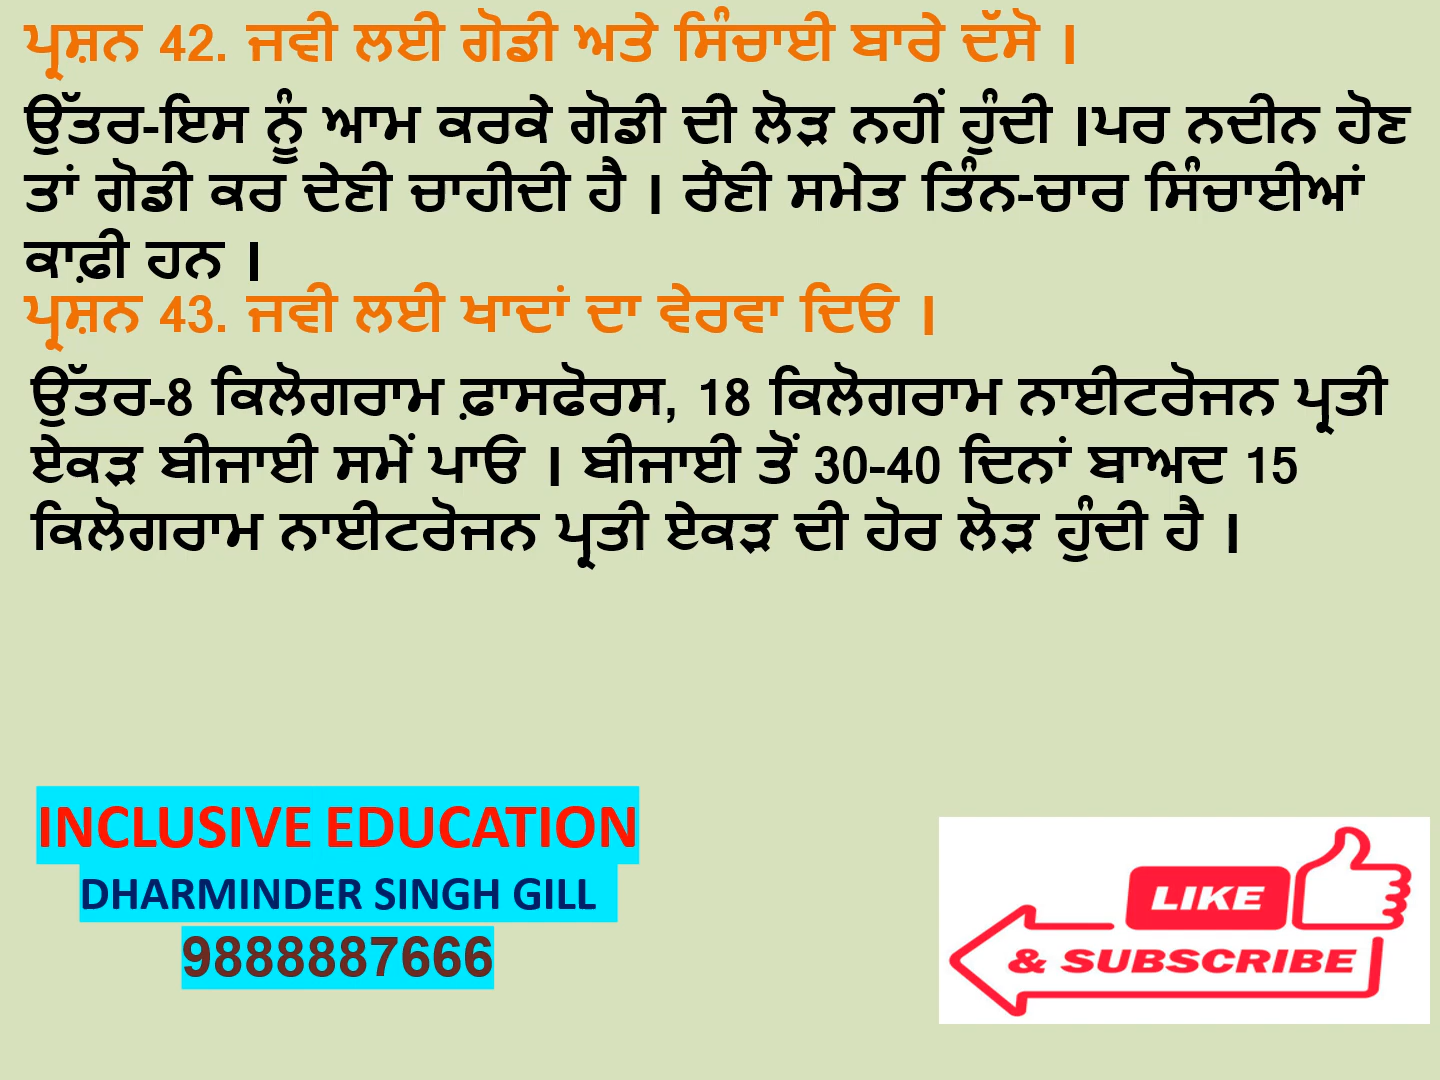 ਪ੍ਰਸ਼ਨ 42. ਜਵੀ ਲਈ ਗੋਡੀ ਅਤੇ ਸਿੰਚਾਈ ਬਾਰੇ ਦੱਸੋ ।
ਉੱਤਰ-ਇਸ ਨੂੰ ਆਮ ਕਰਕੇ ਗੋਡੀ ਦੀ ਲੋੜ ਨਹੀਂ ਹੁੰਦੀ ।ਪਰ ਨਦੀਨ ਹੋਣ
ਤਾਂ ਗੋਡੀ ਕਰ ਦੇਣੀ ਚਾਹੀਦੀ ਹੈ । ਰੌਣੀ ਸਮੇਤ ਤਿੰਨ-ਚਾਰ ਸਿੰਚਾਈਆਂ
ਕਾਫ਼ੀ ਹਨ ।
ਪ੍ਰਸ਼ਨ 43. ਜਵੀ ਲਈ ਖਾਦਾਂ ਦਾ ਵੇਰਵਾ ਦਿਓ ।
ਉੱਤਰ-8 ਕਿਲੋਗਰਾਮ ਫ਼ਾਸਫੋਰਸ, 18 ਕਿਲੋਗਰਾਮ ਨਾਈਟਰੋਜਨ ਪ੍ਰਤੀ
ਏਕੜ ਬੀਜਾਈ ਸਮੇਂ ਪਾਓ । ਬੀਜਾਈ ਤੋਂ 30-40 ਦਿਨਾਂ ਬਾਅਦ 15
ਕਿਲੋਗਰਾਮ ਨਾਈਟਰੋਜਨ ਪ੍ਰਤੀ ਏਕੜ ਦੀ ਹੋਰ ਲੋੜ ਹੁੰਦੀ ਹੈ ।
INCLUSIVE EDUCATION
DHARMINDER SINGH GILL
9888887666
LIKE
& SUBSCRIBE